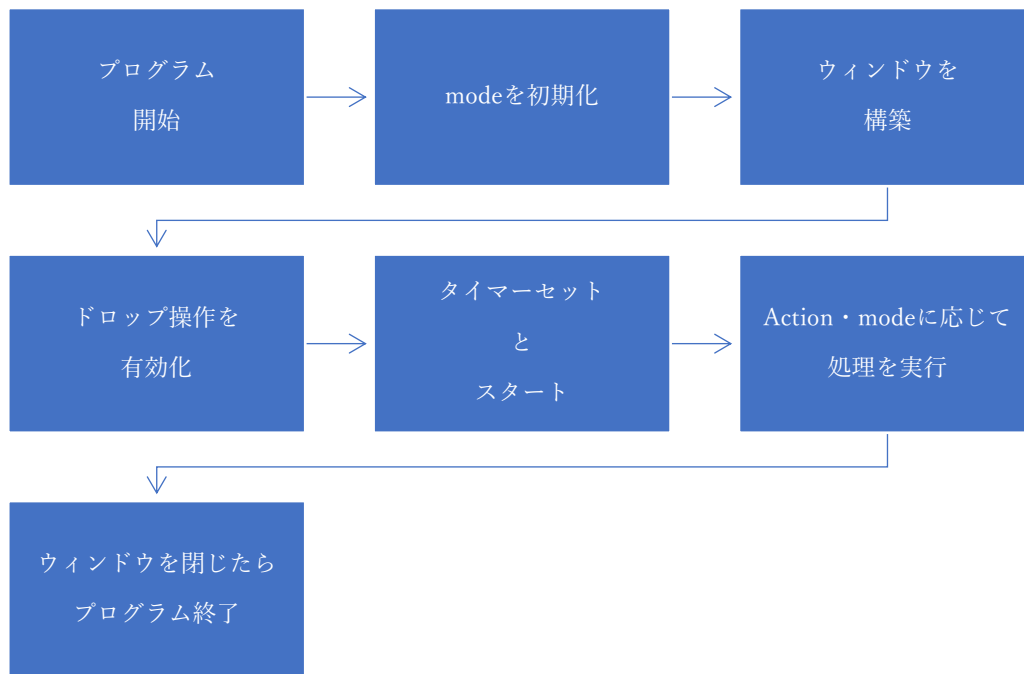 プログラム
開始
modeを初期化
ウィンドウを
構築
ドロップ操作を
有効化
タイマーセット
と
スタート
Action・modeに応じて
処理を実行
ウィンドウを閉じたら
プログラム終了